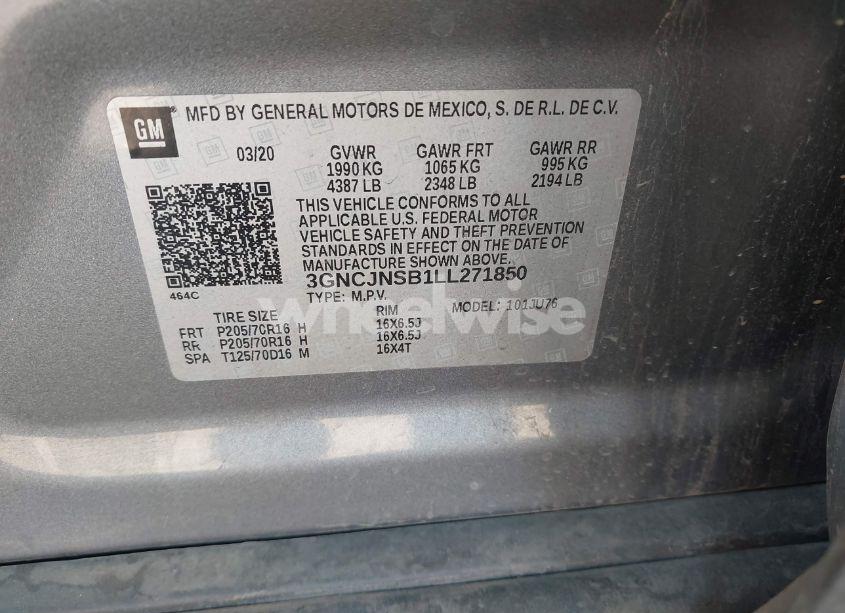 GM
MFD BY GENERAL MOTORS DE MEXICO, S. DE R.L. DE C.V.
03/20 GVWR GAWR FRT GAWR RR
1990 KG 1065 KG 995 KG
4387 LB 2348 LB 2194 LB
THIS VEHICLE CONFORMS TO ALL
APPLICABLE U.S. FEDERAL MOTOR
VEHICLE SAFETY AND THEFT PREVENTION
STANDARDS IN EFFECT ON THE DATE OF
MANUFACTURE SHOWN ABOVE.
3GNCJNSB1LL271850
464C
TYPE: M.P.V. MODEL: 101JU76
TIRE SIZE RIM
FRT P205/70R16 H 16X6.5J
RR P205/70R16 H 16X6.5J
SPA T125/70D16 M 16X4T
wheelwise